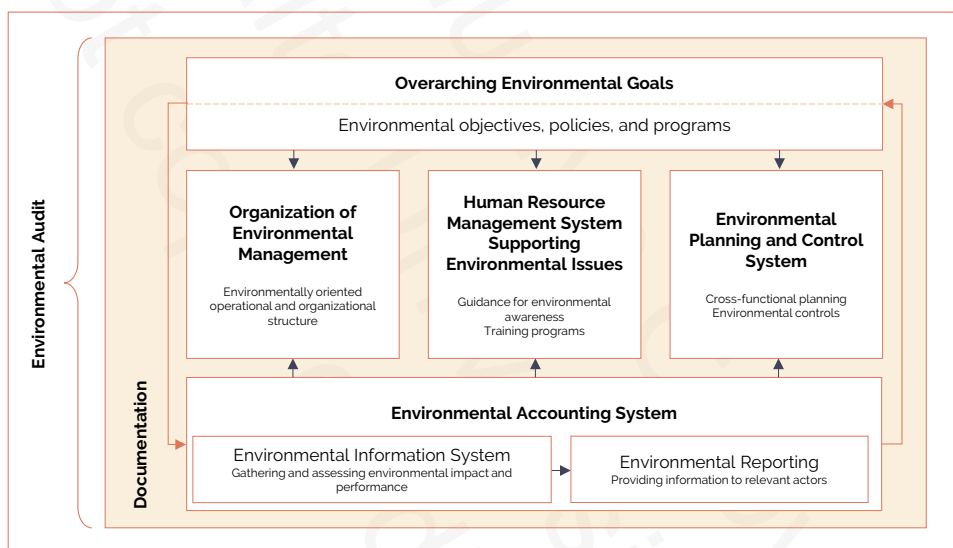 Environmental Audit
Documentation
Overarching Environmental Goals
Environmental objectives, policies, and programs
Organization of
Environmental
Management
Environmentally oriented
operational and organizational
structure
Human Resource
Management System
Supporting
Environmental Issues
Guidance for environmental
awareness
Training programs
Environmental
Planning and Control
System
Cross-functional planning
Environmental controls
Environmental Accounting System
Environmental Information System
Gathering and assessing environmental impact and
performance
Environmental Reporting
Providing information to relevant actors